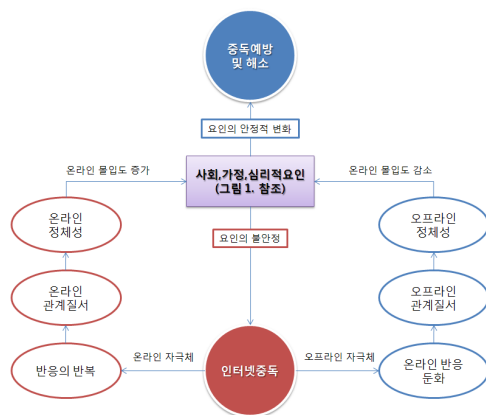 중독예방
및 해소
요인의 안정적 변화
온라인 몰입도 증가
사회,가정,심리적요인
(그림 1. 참조)
온라인 몰입도 감소
온라인
정체성
요인의 불안정
오프라인
정체성
온라인
관계질서
오프라인
관계질서
반응의 반복
온라인 자극체
인터넷중독
오프라인 자극체
온라인 반응
둔화